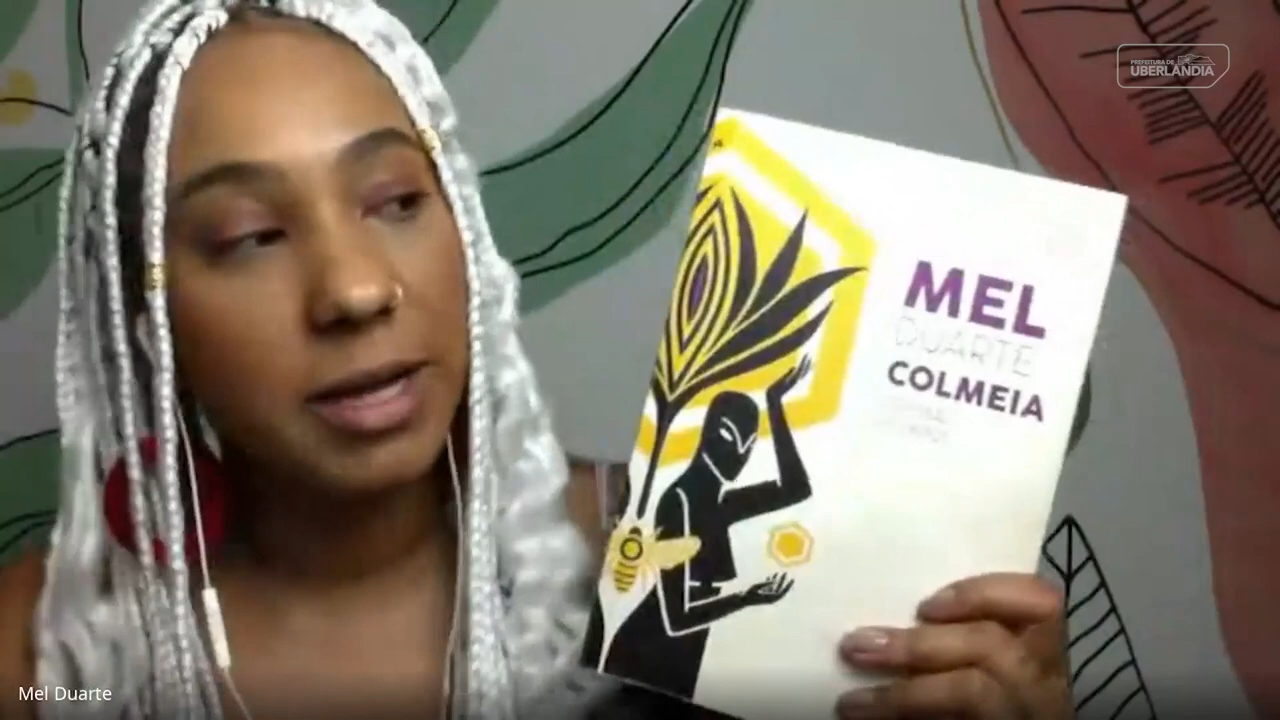 PREFEITURA DE
UBERLÂNDIA
MEL
DUARTE
COLMEIA
Mel Duarte